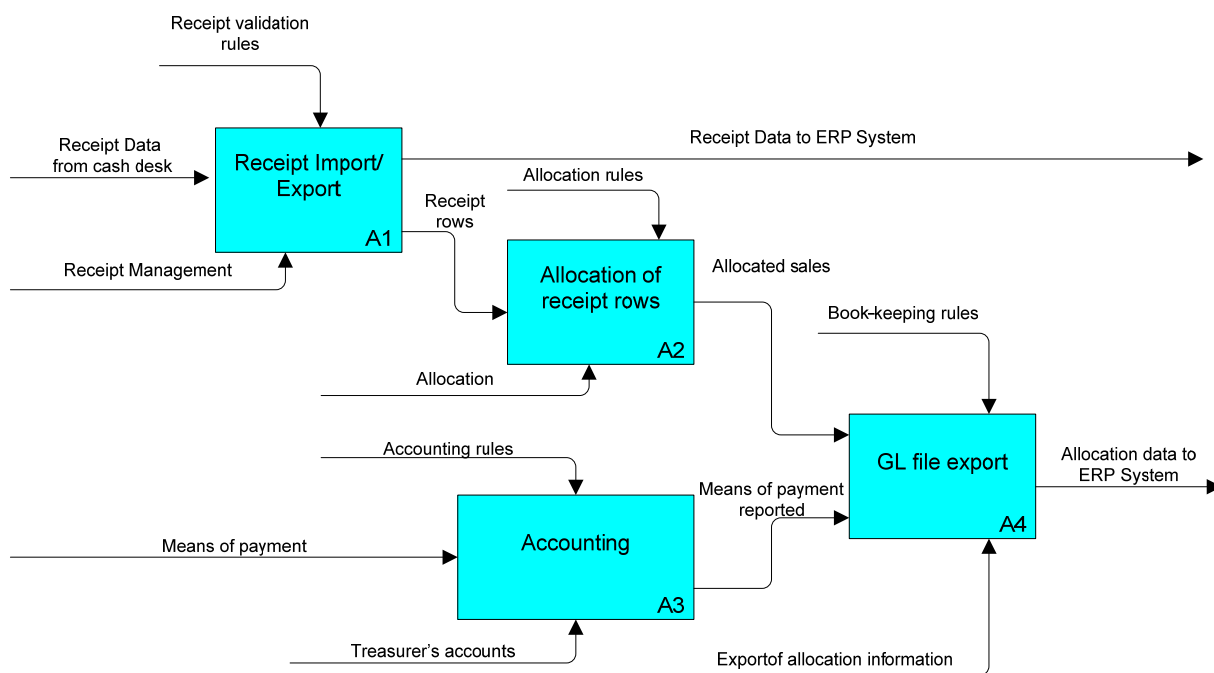 Receipt validation
rules
Receipt Data
from cash desk
Receipt Import/
Export
A1
Receipt Data to ERP System
Receipt Management
Receipt
rows
Allocation rules
Allocation of
receipt rows
A2
Allocated sales
Allocation
Book-keeping rules
Accounting rules
GL file export
A4
Allocation data to
ERP System
Means of payment
Accounting
A3
Means of payment
reported
Treasurer's accounts
Exportof allocation information